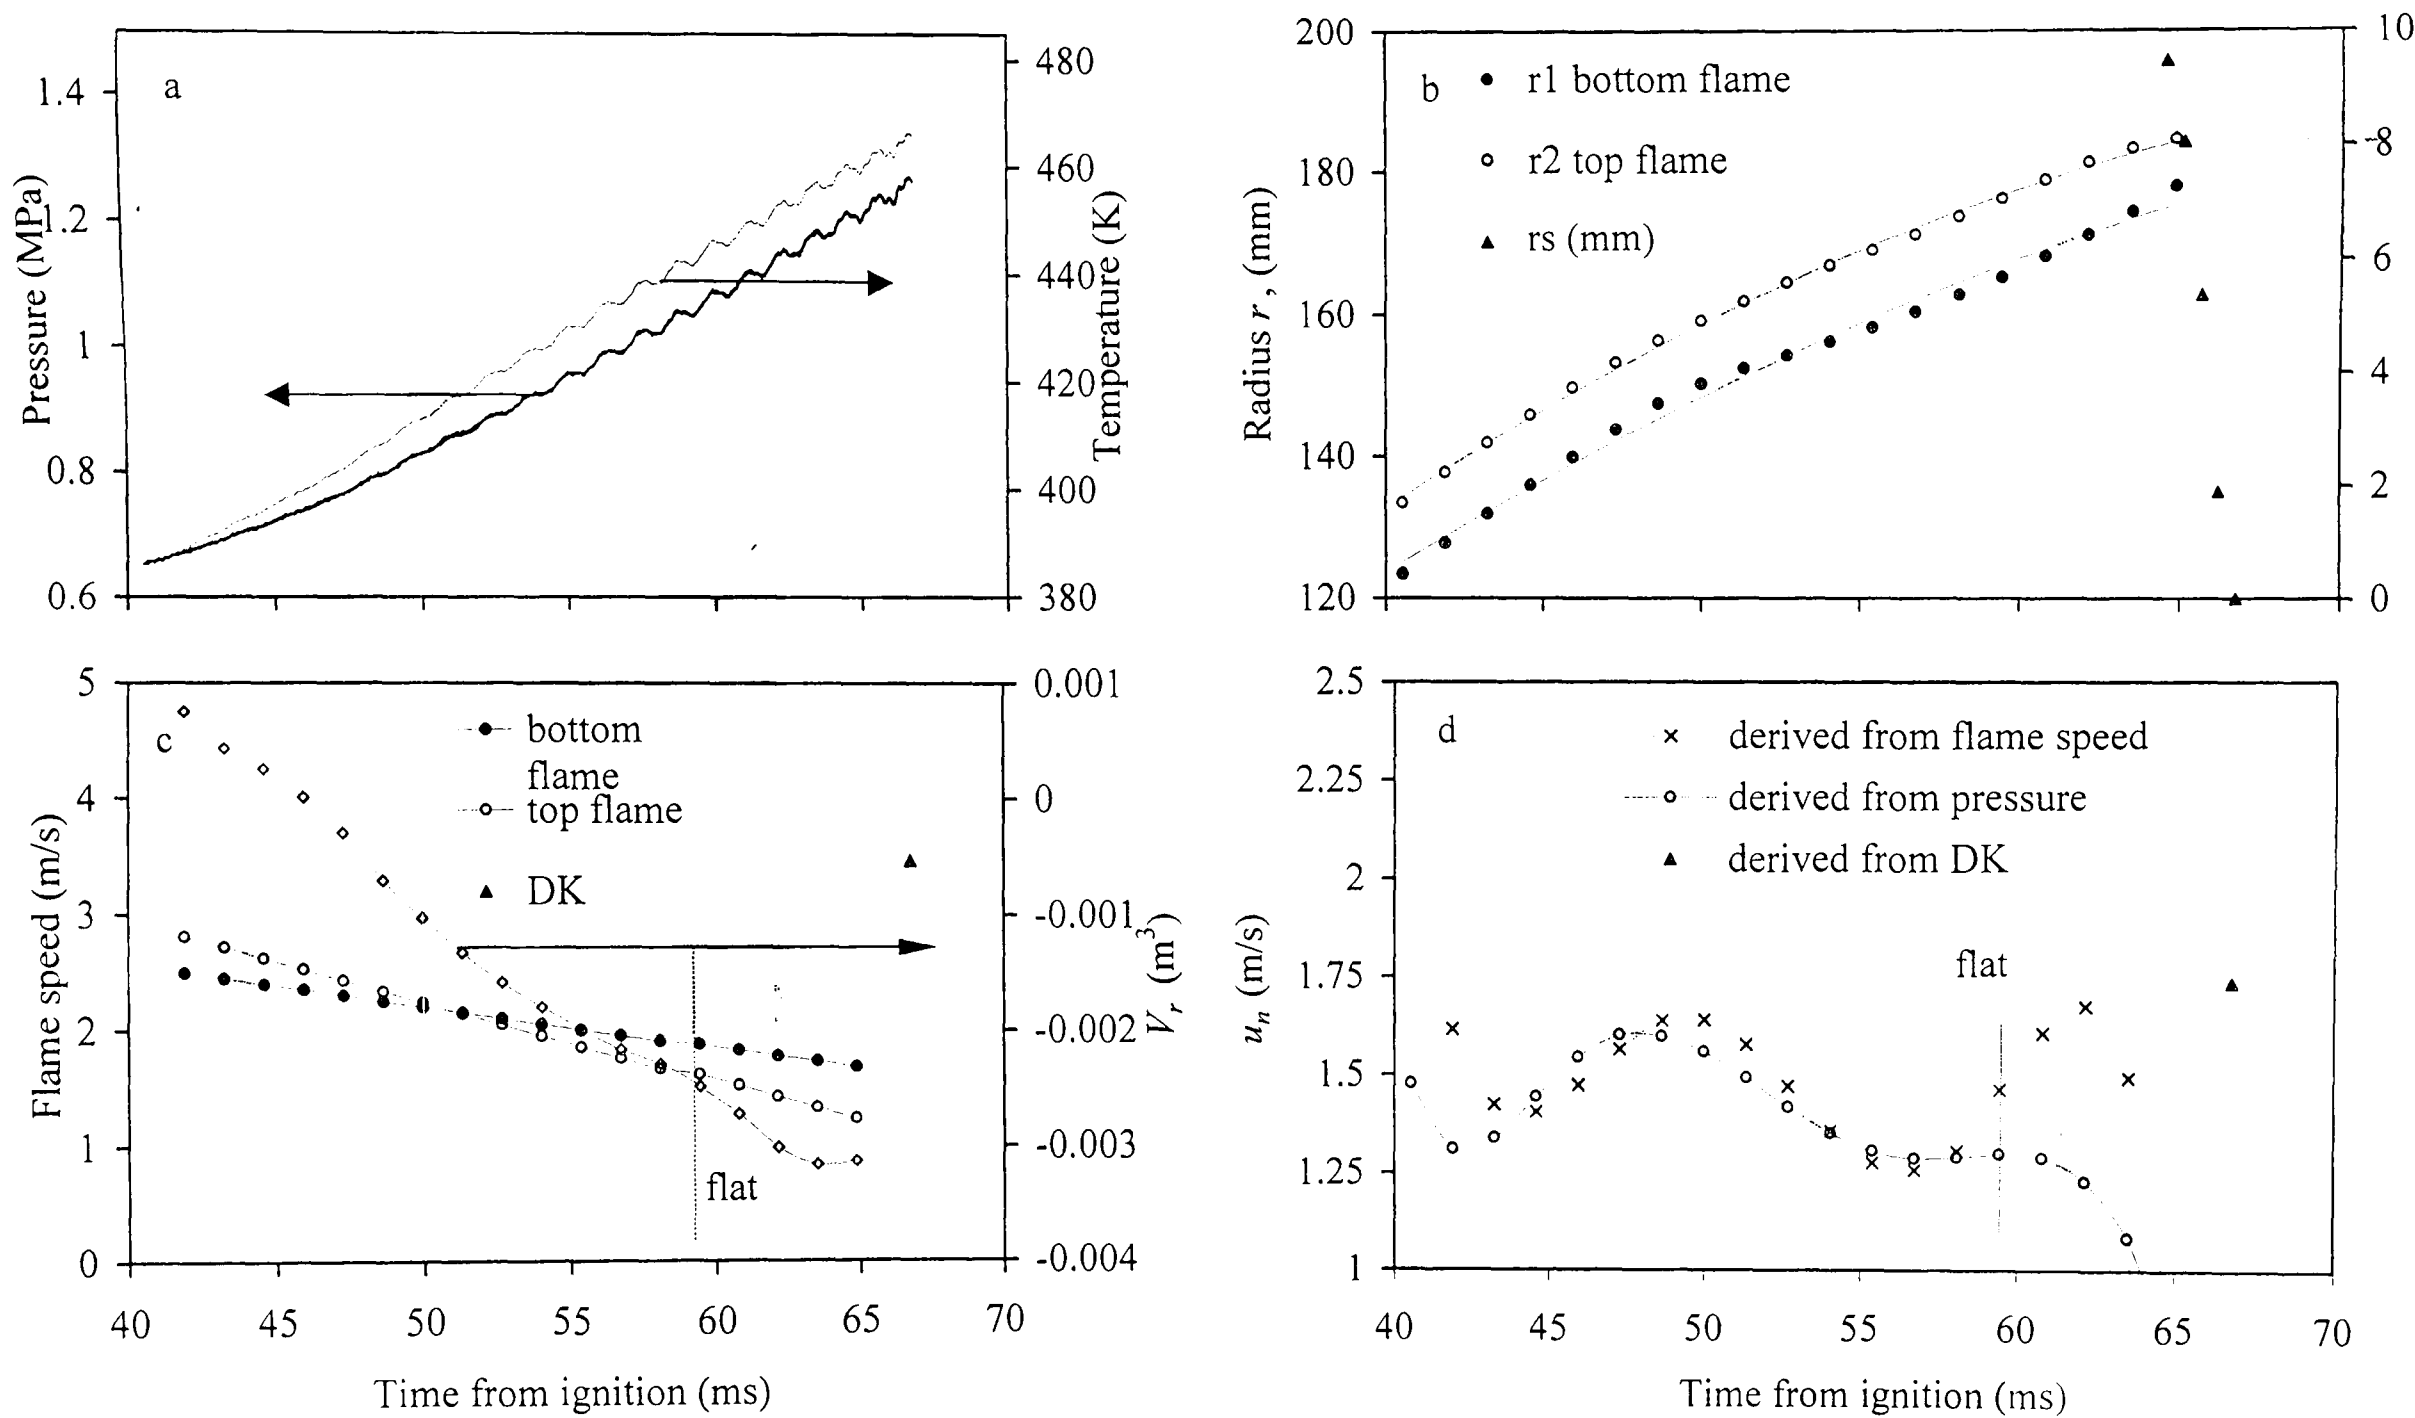 a
1.4
1.2
1
0.8
0.6
Pressure (MPa)
480
460
440
420
400
380
Temperature (K)
b
200
180
160
140
120
Radius r, (mm)
r1 bottom flame
r2 top flame
rs (mm)
10
8
6
4
2
0
c
5
4
3
2
1
0
Flame speed (m/s)
bottom
flame
top flame
DK
flat
0.001
0
-0.001
-0.002
-0.003
-0.004
Vr (m³)
40 45 50 55 60 65 70
Time from ignition (ms)
d
2.5
2.25
2
1.75
1.5
1.25
1
un (m/s)
derived from flame speed
derived from pressure
derived from DK
flat
40 45 50 55 60 65 70
Time from ignition (ms)